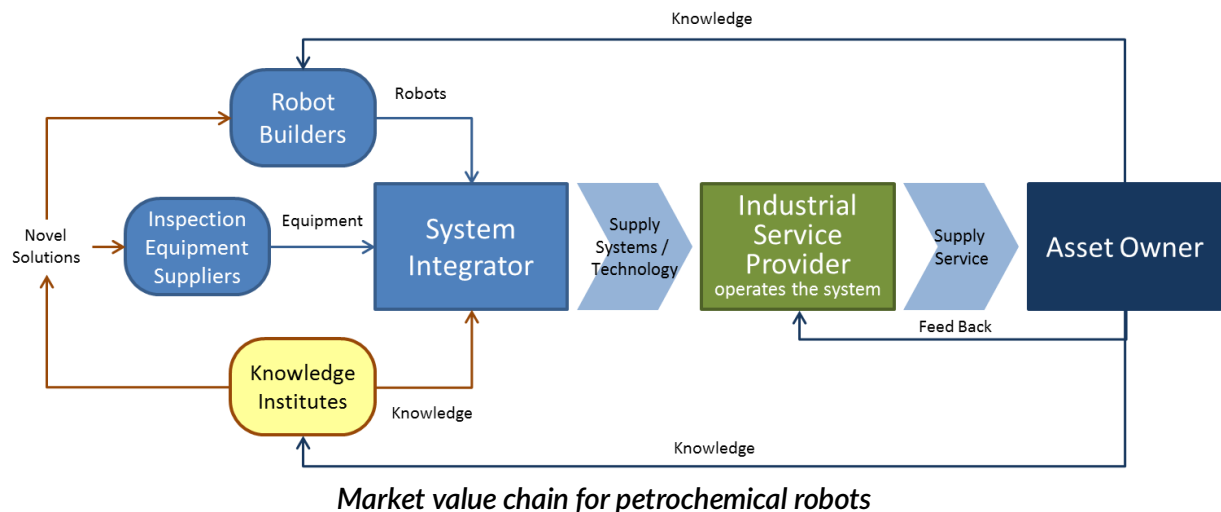 Knowledge
Robot
Builders
Robots
Novel
Solutions
Inspection
Equipment
Suppliers
Equipment
System
Integrator
Supply
Systems /
Technology
Industrial
Service
Provider
operates the system
Supply
Service
Asset Owner
Feed Back
Knowledge
Institutes
Knowledge
Knowledge
Market value chain for petrochemical robots